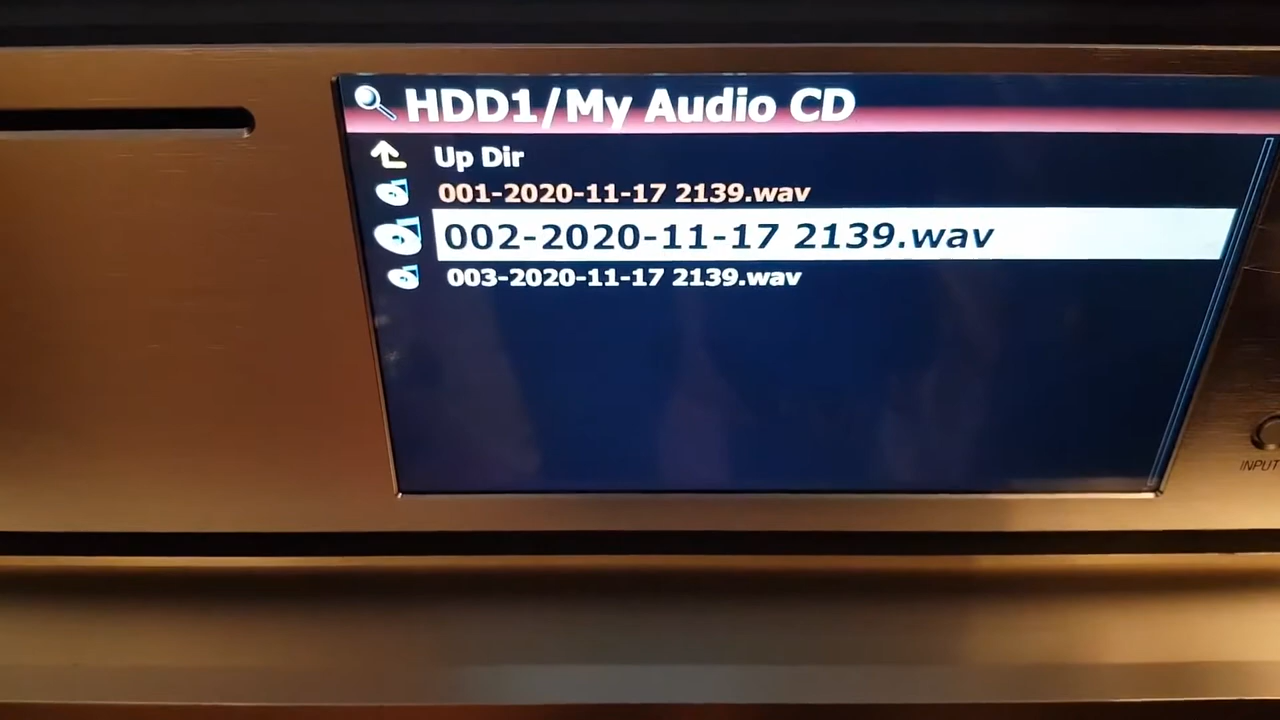 HDD1/My Audio CD
Up Dir
001-2020-11-17 2139.wav
002-2020-11-17 2139.wav
003-2020-11-17 2139.wav
INPUT